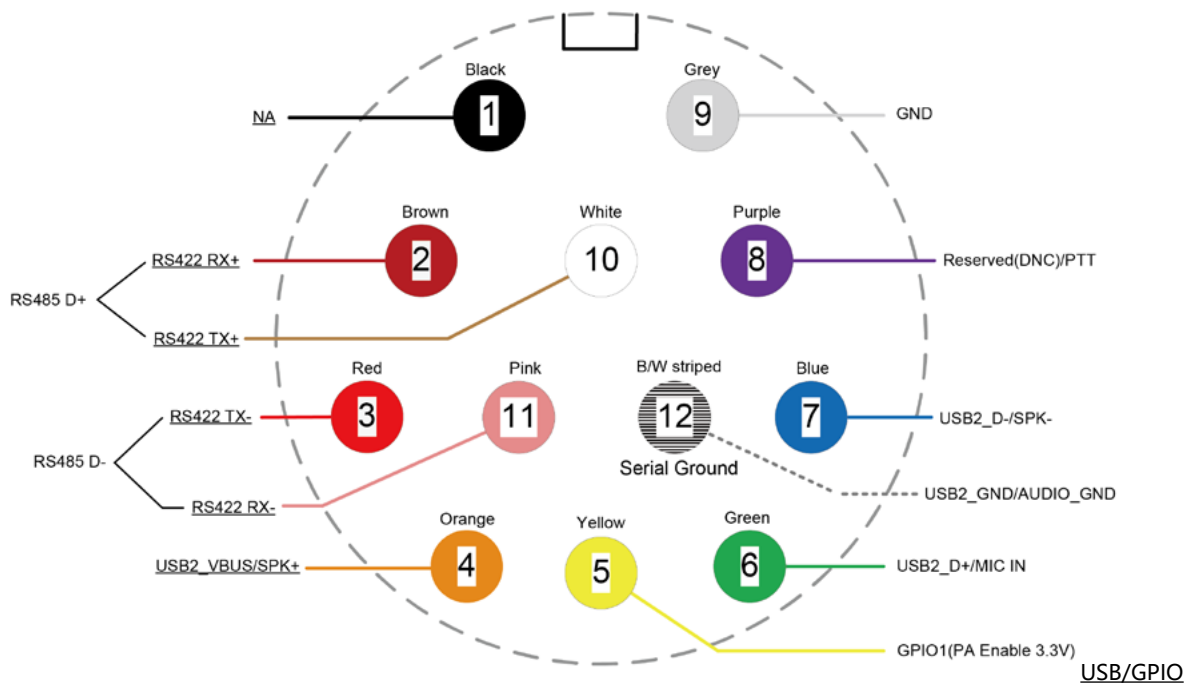 Black
Grey
1
9
NA
GND
Brown
White
Purple
2
10
8
RS422 RX+
Reserved(DNC)/PTT
RS485 D+
RS422 TX+
Red
Pink
B/W striped
Blue
3
11
12
7
RS422 TX-
USB2_D-/SPK-
RS485 D-
Serial Ground
RS422 RX-
USB2_GND/AUDIO_GND
Orange
Yellow
Green
4
5
6
USB2_VBUS/SPK+
USB2_D+/MIC IN
GPIO1(PA Enable 3.3V)
USB/GPIO